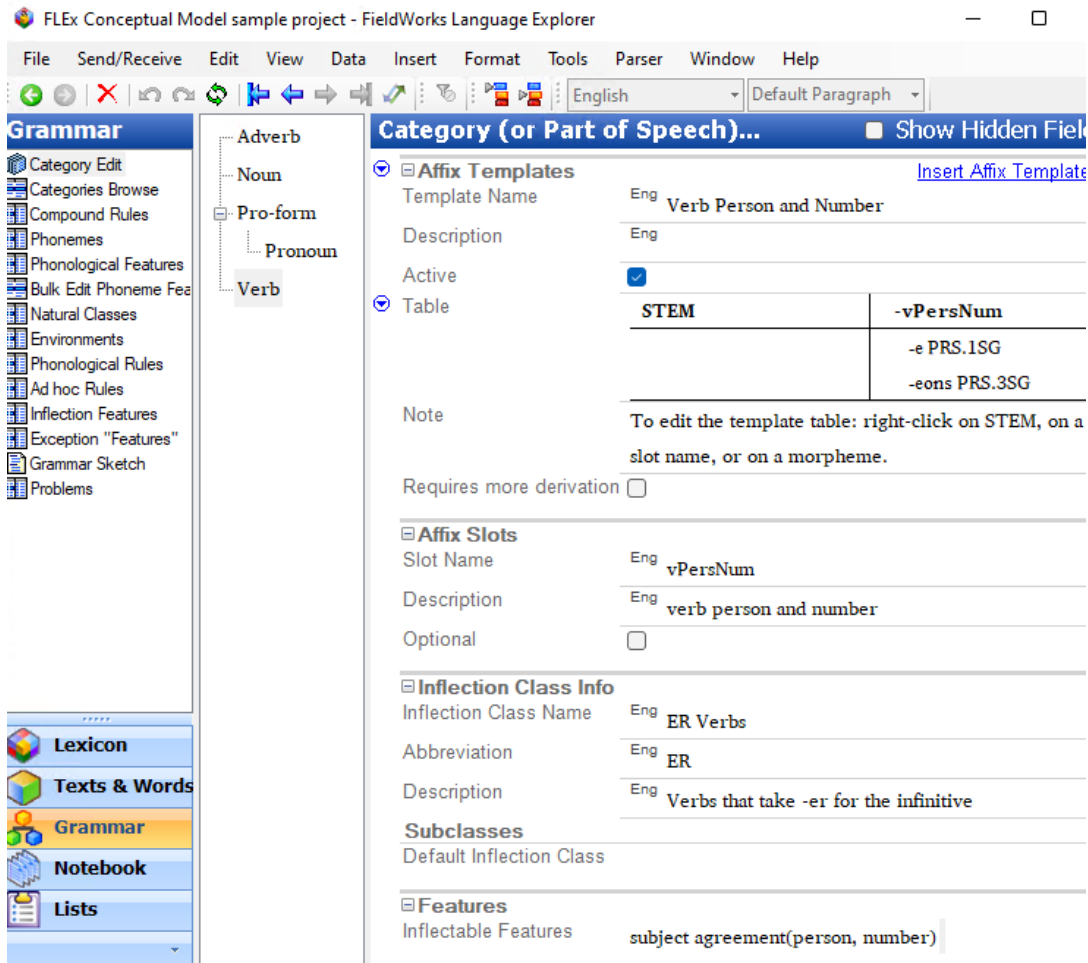 FLEx Conceptual Model sample project - FieldWorks Language Explorer
File Send/Receive Edit View Data Insert Format Tools Parser Window Help
English Default Paragraph
Grammar
Category Edit
Categories Browse
Compound Rules
Phonemes
Phonological Features
Bulk Edit Phoneme Fea
Natural Classes
Environments
Phonological Rules
Ad hoc Rules
Inflection Features
Exception "Features"
Grammar Sketch
Problems
Lexicon
Texts & Words
Grammar
Notebook
Lists
Adverb
Noun
Pro-form
Pronoun
Verb
Category (or Part of Speech)... Show Hidden Fiel
Affix Templates Insert Affix Template
Template Name Eng Verb Person and Number
Description Eng
Active
Table STEM -vPersNum
-e PRS.1SG
-eons PRS.3SG
Note To edit the template table: right-click on STEM, on a
slot name, or on a morpheme.
Requires more derivation
Affix Slots
Slot Name Eng vPersNum
Description Eng verb person and number
Optional
Inflection Class Info
Inflection Class Name Eng ER Verbs
Abbreviation Eng ER
Description Eng Verbs that take -er for the infinitive
Subclasses
Default Inflection Class
Features
Inflectable Features subject agreement(person, number)